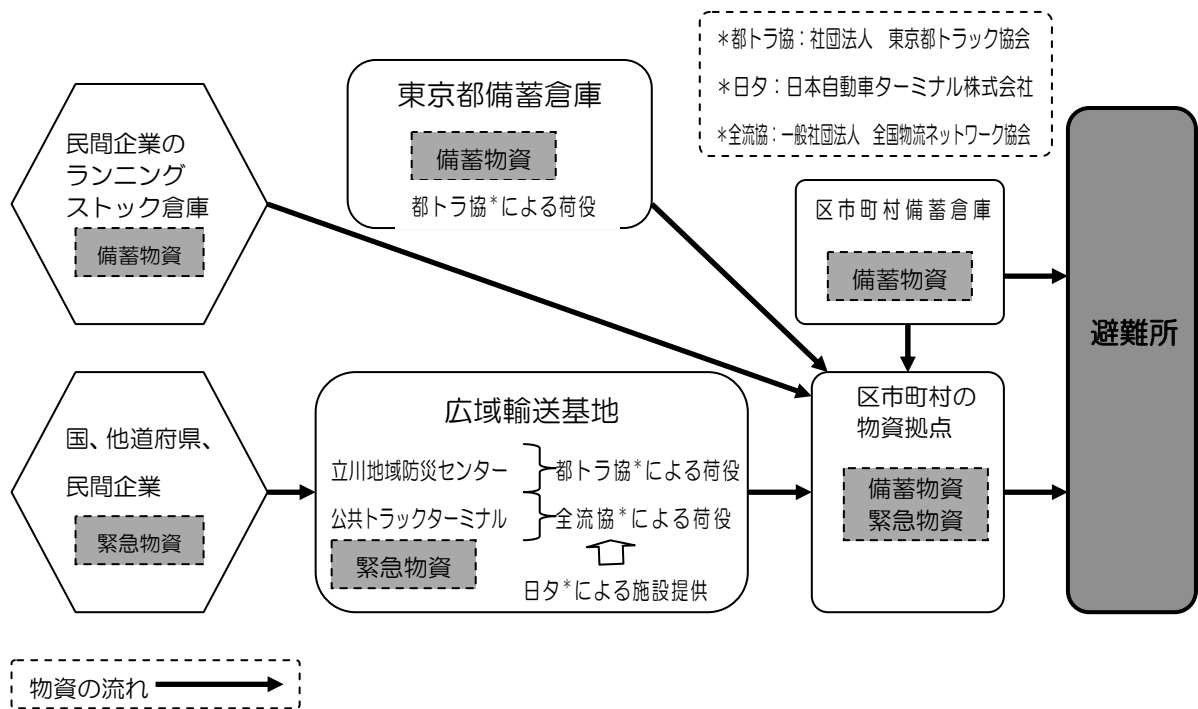 *都トラ協：社団法人　東京都トラック協会
*日タ：日本自動車ターミナル株式会社
*全流協：一般社団法人　全国物流ネットワーク協会
民間企業の
ランニング
ストック倉庫
備蓄物資
東京都備蓄倉庫
備蓄物資
都トラ協*による荷役
区市町村備蓄倉庫
備蓄物資
避難所
国、他道府県、
民間企業
緊急物資
広域輸送基地
立川地域防災センター
都トラ協*による荷役
公共トラックターミナル
全流協*による荷役
緊急物資
日タ*による施設提供
区市町村の
物資拠点
備蓄物資
緊急物資
物資の流れ